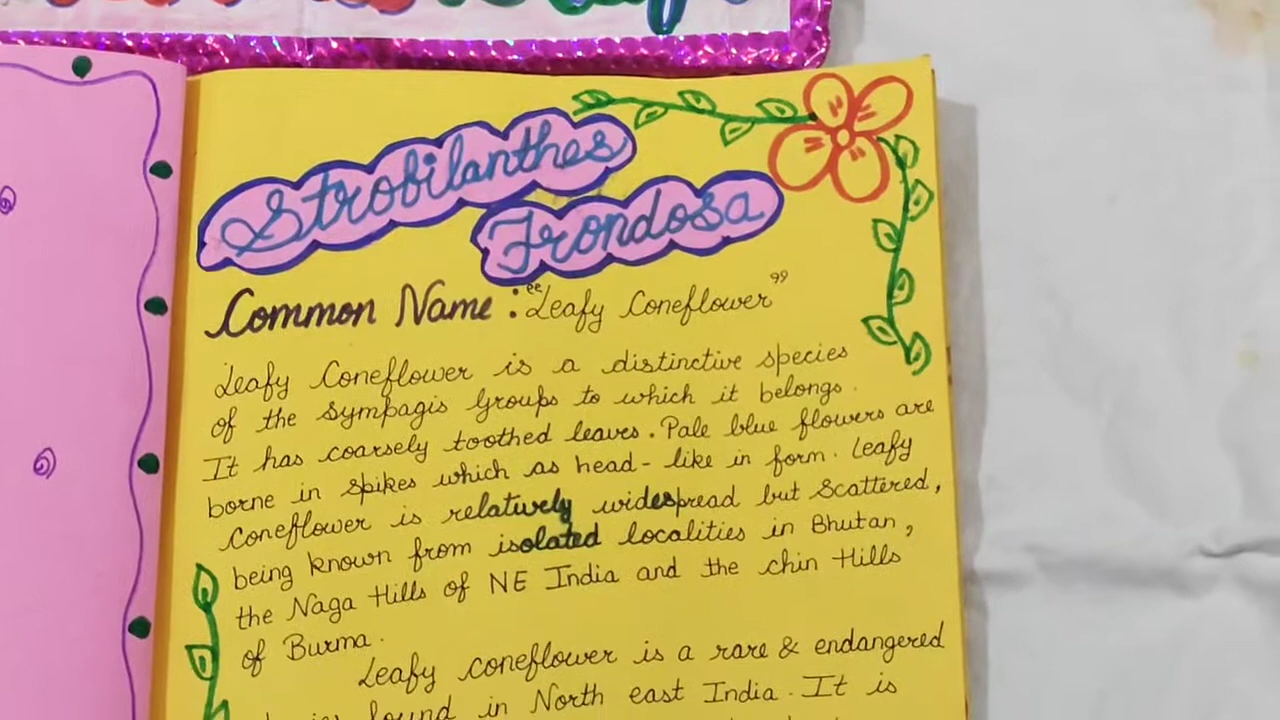 Strobilanthes
Frondosa
Common Name : "Leafy Coneflower"
Leafy Coneflower is a distinctive species
of the Sympagis Groups to which it belongs.
It has coarsely toothed leaves. Pale blue flowers are
borne in spikes which as head-like in form. Leafy
Coneflower is relatively widespread but Scattered,
being known from isolated localities in Bhutan,
the Naga Hills of NE India and the chin Hills
of Burma.
Leafy coneflower is a rare & endangered
found in North east India. It is